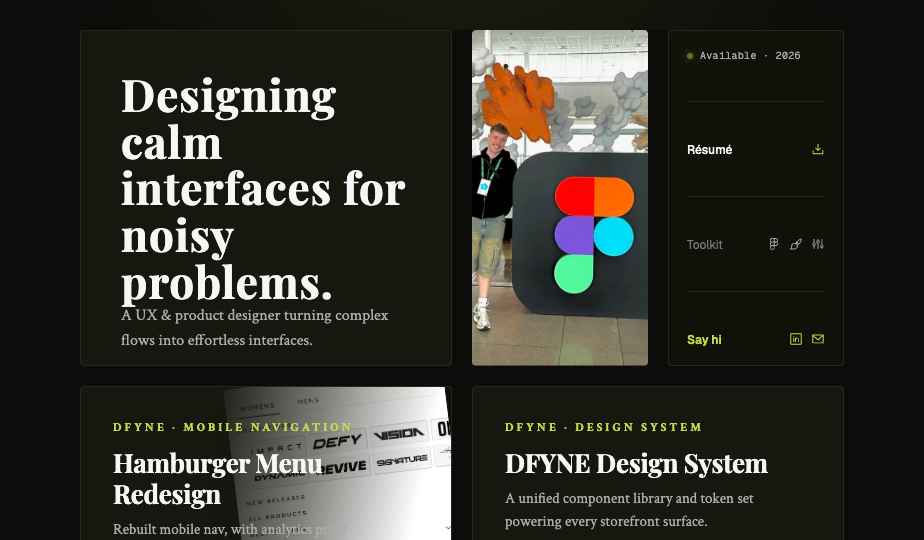 Designing
calm
interfaces for
noisy
problems.
A UX & product designer turning complex
flows into effortless interfaces.
Available · 2026
Résumé
Toolkit
Say hi
DFYNE · MOBILE NAVIGATION
Hamburger Menu
Redesign
Rebuilt mobile nav, with analytics
WOMENS MENS
IMPACT DEFY VISION
DYNAMIC REVIVE SIGNATURE
NEW RELEASES
ALL PRODUCTS
DFYNE · DESIGN SYSTEM
DFYNE Design System
A unified component library and token set
powering every storefront surface.